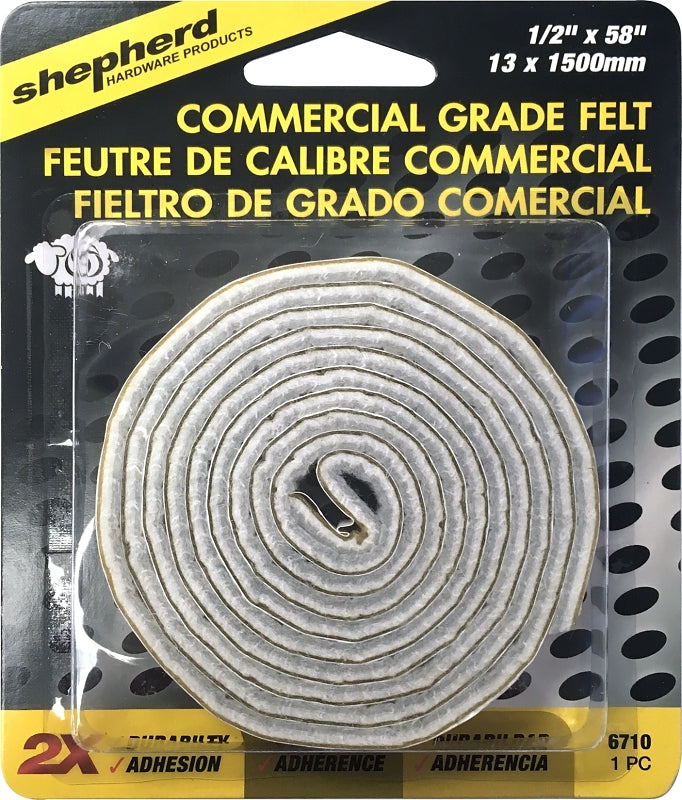 shepherd
HARDWARE PRODUCTS
1/2" x 58"
13 x 1500mm
COMMERCIAL GRADE FELT
FEUTRE DE CALIBRE COMMERCIAL
FIELTRO DE GRADO COMERCIAL
2X
✓ADHESION ✓ADHERENCE ✓ADHERENCIA
6710
1 PC